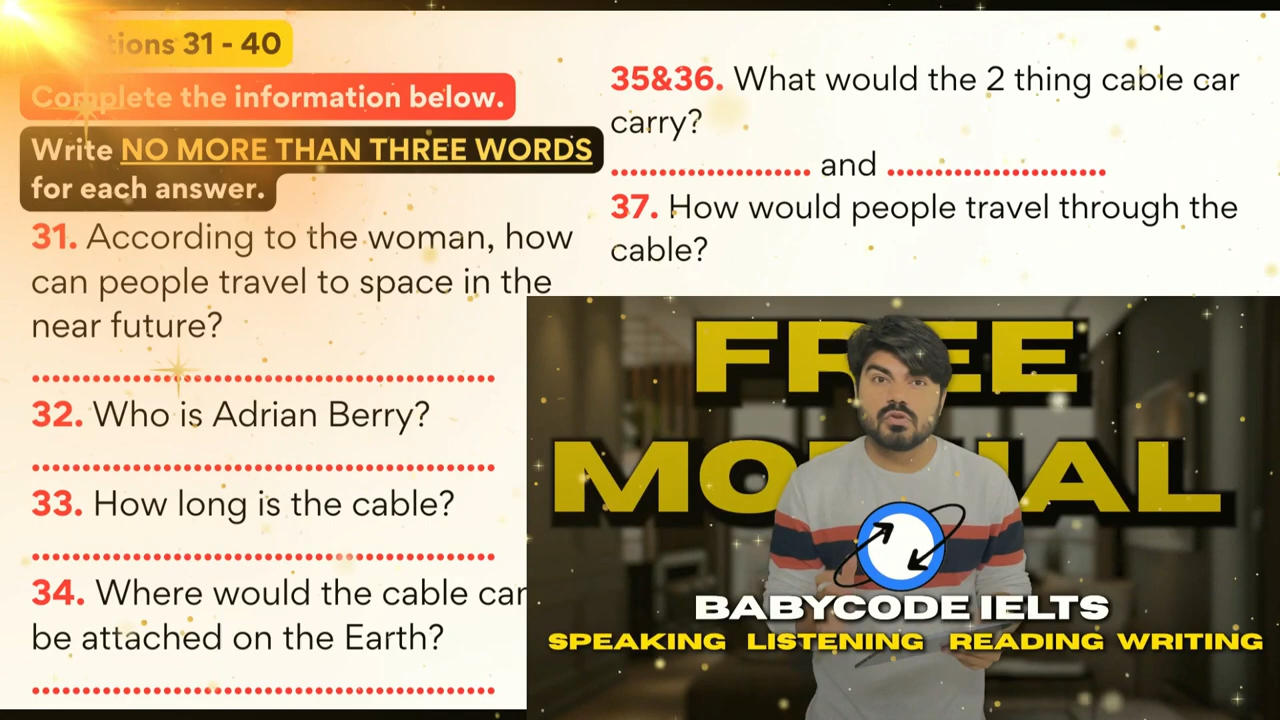 tions 31 - 40
Complete the information below.
Write NO MORE THAN THREE WORDS
for each answer.
31. According to the woman, how
can people travel to space in the
near future?
.......................................
32. Who is Adrian Berry?
.......................................
33. How long is the cable?
.......................................
34. Where would the cable car
be attached on the Earth?
.......................................
35&36. What would the 2 thing cable car
carry?
..................... and .......................
37. How would people travel through the
cable?
FREE
BABYCODE IELTS
SPEAKING LISTENING READING WRITING